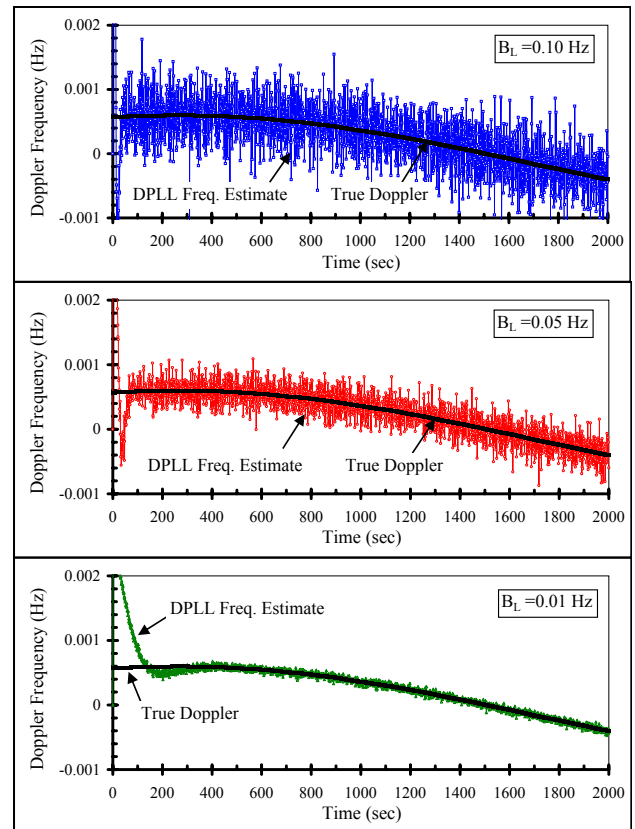 0.002
B_L =0.10 Hz
0.001
0
-0.001
Doppler Frequency (Hz)
DPLL Freq. Estimate
True Doppler
0 200 400 600 800 1000 1200 1400 1600 1800 2000
Time (sec)
0.002
B_L =0.05 Hz
0.001
0
-0.001
Doppler Frequency (Hz)
DPLL Freq. Estimate
True Doppler
0 200 400 600 800 1000 1200 1400 1600 1800 2000
Time (sec)
0.002
B_L =0.01 Hz
DPLL Freq. Estimate
0.001
0
-0.001
Doppler Frequency (Hz)
True Doppler
0 200 400 600 800 1000 1200 1400 1600 1800 2000
Time (sec)